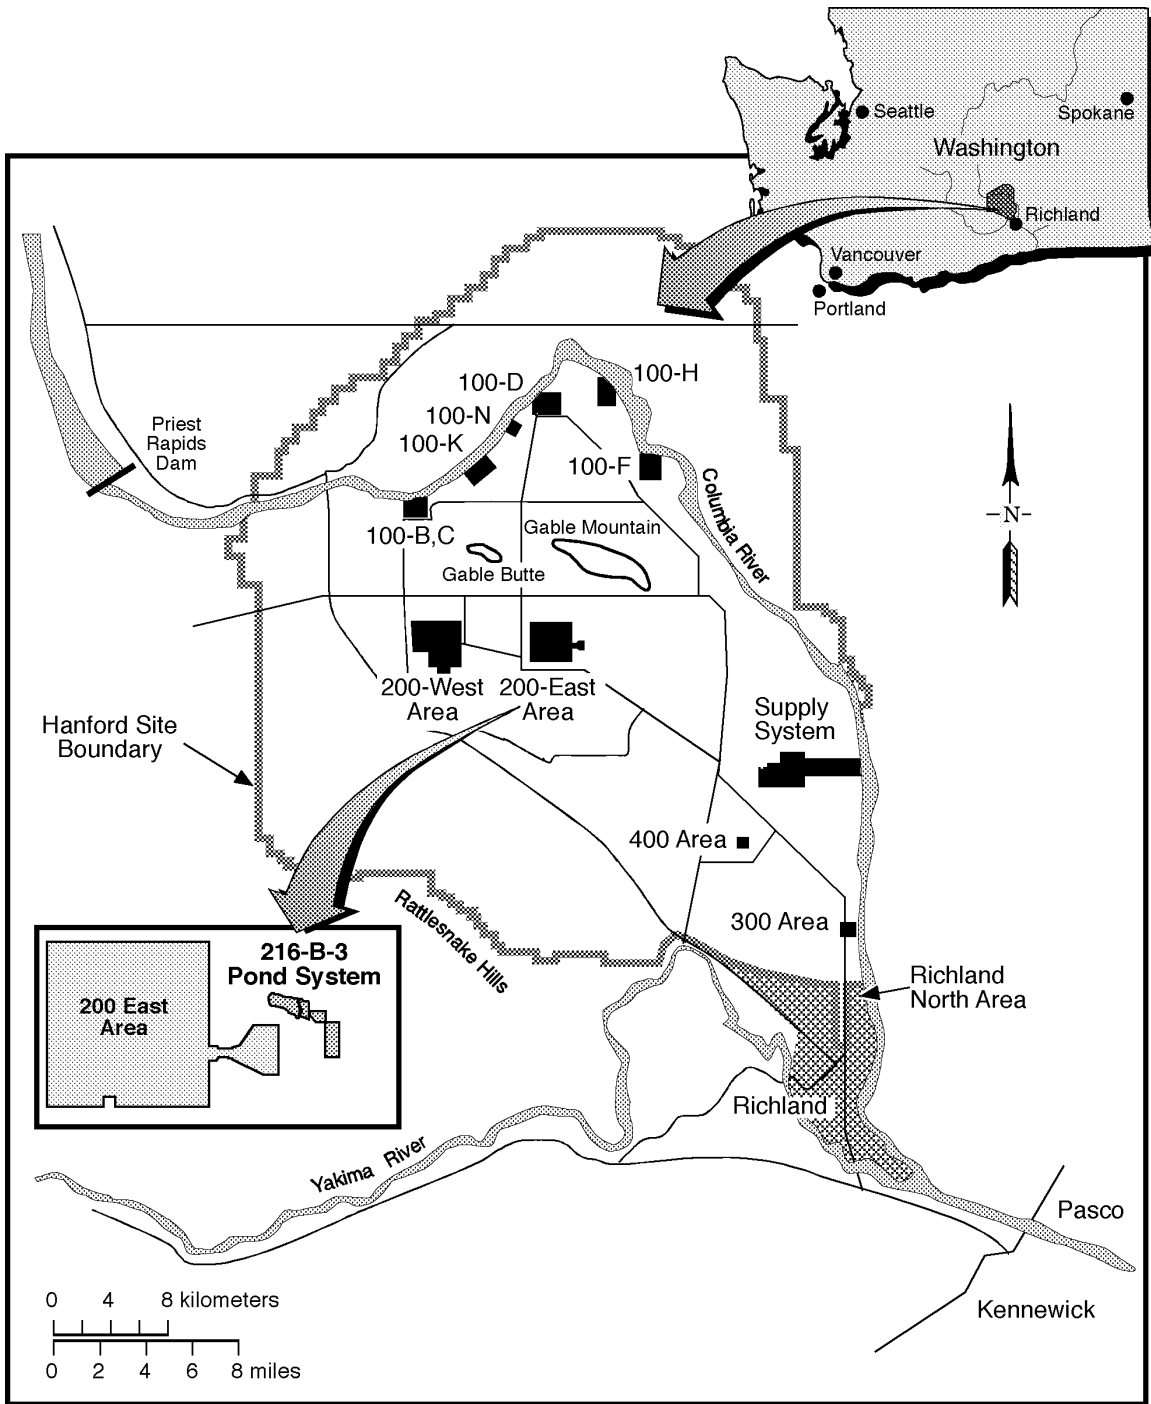 Seattle
Spokane
Washington
Richland
Vancouver
Portland
100-H
100-D
100-N
100-K
100-F
Priest
Rapids
Dam
Columbia River
100-B,C
Gable Mountain
Gable Butte
-N-
200-West
Area
200-East
Area
Supply
System
Hanford Site
Boundary
400 Area
300 Area
Rattlesnake Hills
216-B-3
Pond System
200 East
Area
Richland
North Area
Richland
Yakima River
Pasco
Kennewick
0 4 8 kilometers
0 2 4 6 8 miles